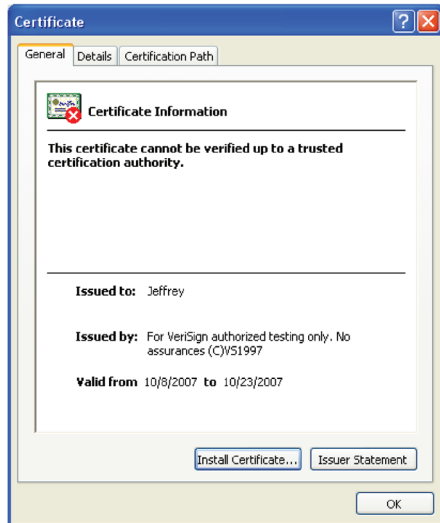 Certificate
General
Details
Certification Path
Certificate Information
This certificate cannot be verified up to a trusted
certification authority.
Issued to: Jeffrey
Issued by: For VeriSign authorized testing only. No
assurances (C)VS1997
Valid from 10/8/2007 to 10/23/2007
Install Certificate...
Issuer Statement
OK